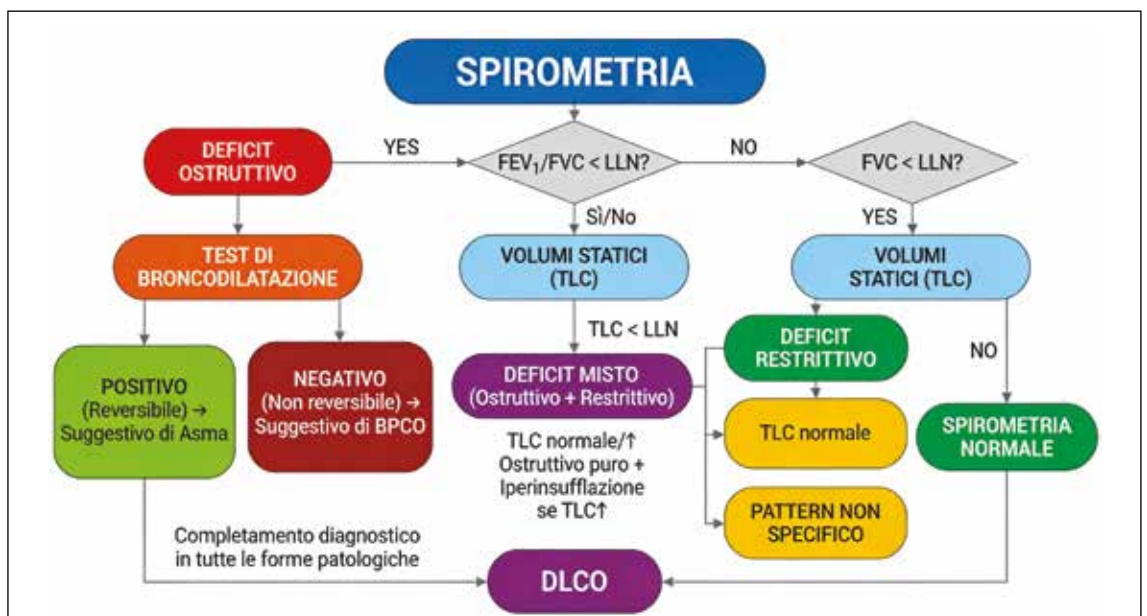 SPIROMETRIA
DEFICIT
OSTRUTTIVO
YES
FEV₁/FVC < LLN?
NO
FVC < LLN?
Sì/No
YES
TEST DI
BRONCODILATAZIONE
VOLUMI STATICI
(TLC)
VOLUMI
STATICI (TLC)
TLC < LLN
DEFICIT
RESTRITTIVO
NO
POSITIVO
(Reversibile) →
Suggestivo di Asma
NEGATIVO
(Non reversibile) →
Suggestivo di BPCO
DEFICIT MISTO
(Ostruttivo + Restrittivo)
TLC normale/↑
Ostruttivo puro +
Iperinsufflazione
se TLC↑
TLC normale
SPIROMETRIA
NORMALE
PATTERN NON
SPECIFICO
Completamento diagnostico
in tutte le forme patologiche
DLCO